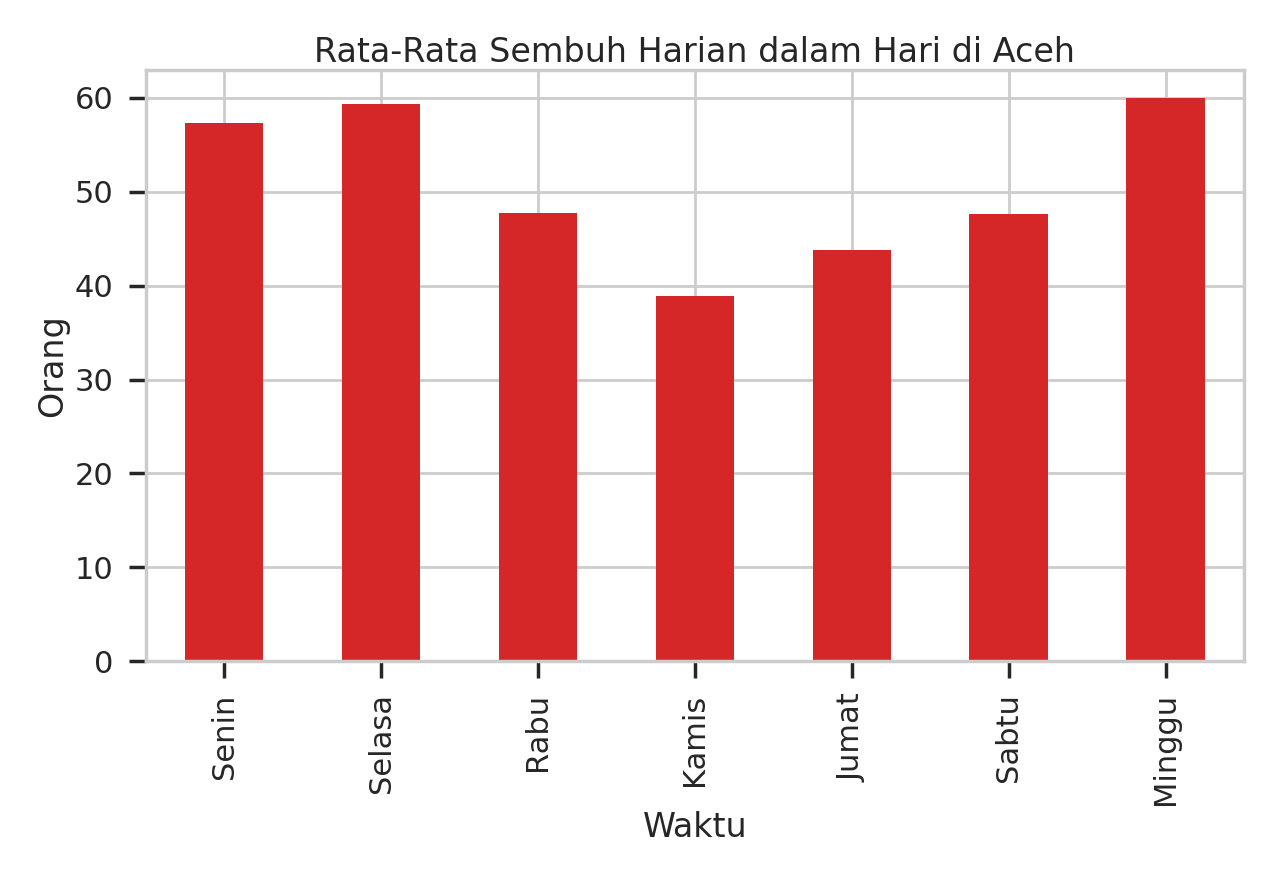 Rata-Rata Sembuh Harian dalam Hari di Aceh
60
50
40
30
20
10
0
Orang
Senin
Selasa
Rabu
Kamis
Jumat
Sabtu
Minggu
Waktu